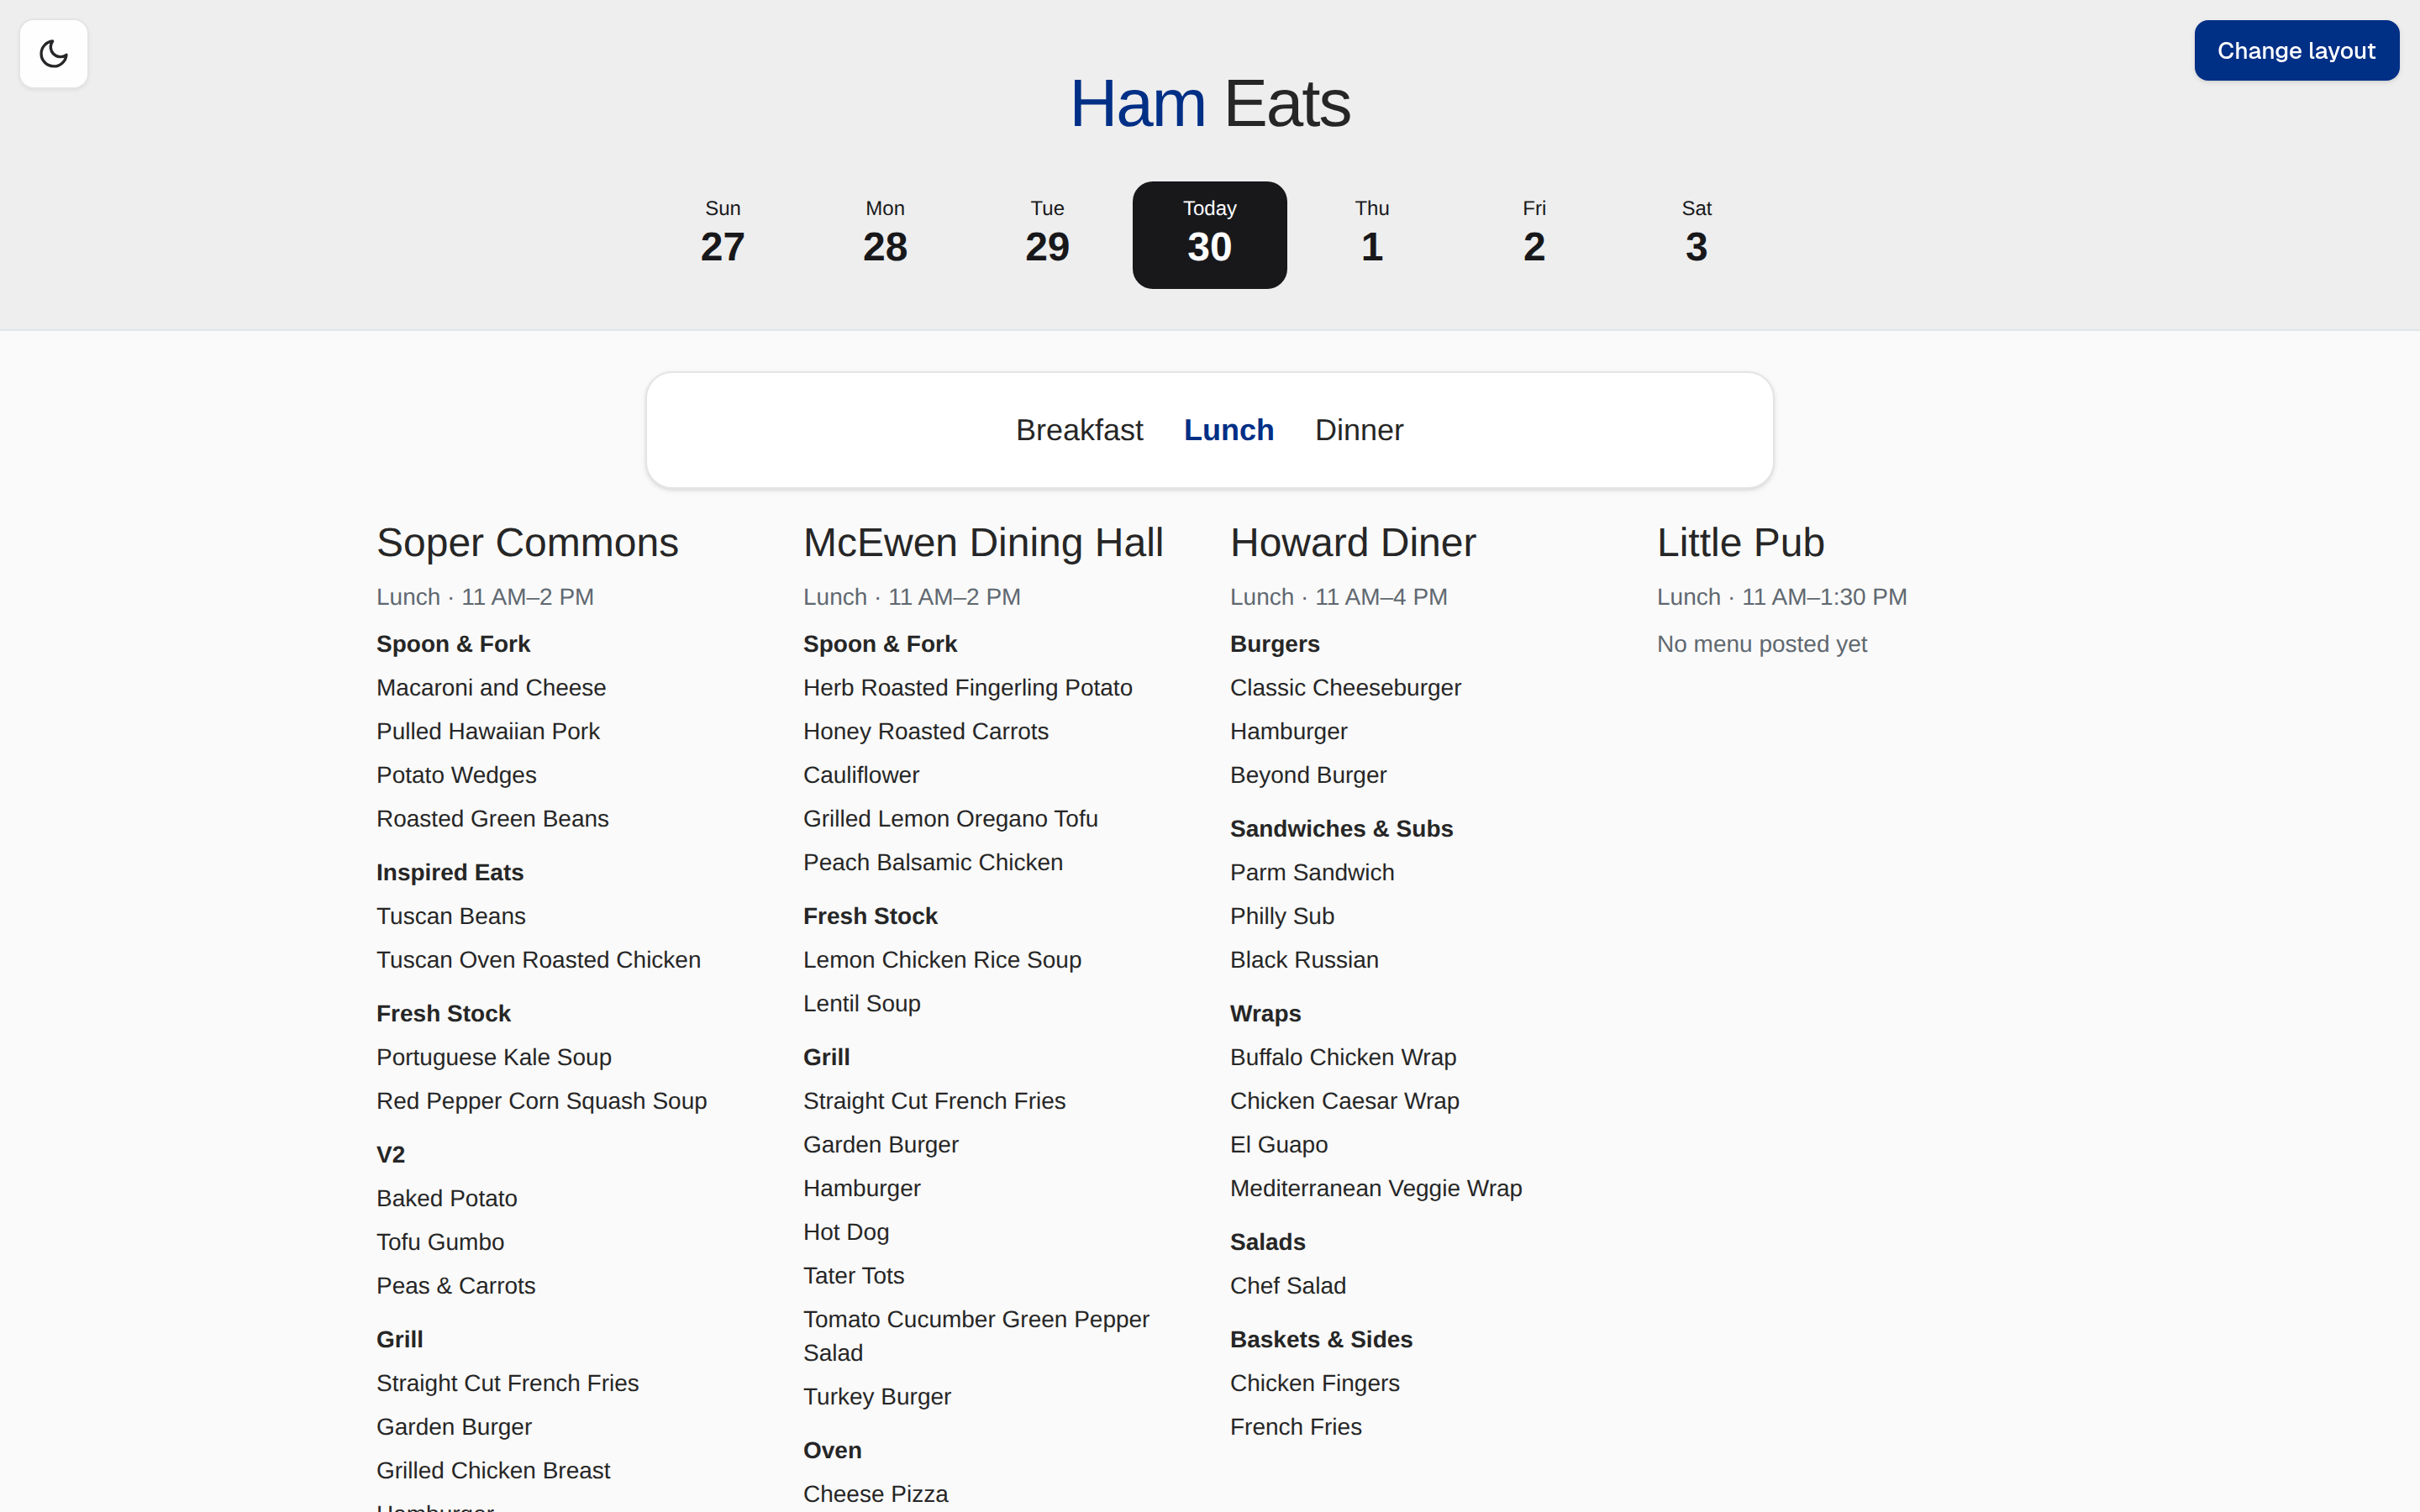 Change layout
Ham Eats
Sun
27
Mon
28
Tue
29
Today
30
Thu
1
Fri
2
Sat
3
Breakfast
Lunch
Dinner
Soper Commons
Lunch · 11 AM–2 PM
Spoon & Fork
Macaroni and Cheese
Pulled Hawaiian Pork
Potato Wedges
Roasted Green Beans
Inspired Eats
Tuscan Beans
Tuscan Oven Roasted Chicken
Fresh Stock
Portuguese Kale Soup
Red Pepper Corn Squash Soup
V2
Baked Potato
Tofu Gumbo
Peas & Carrots
Grill
Straight Cut French Fries
Garden Burger
Grilled Chicken Breast
McEwen Dining Hall
Lunch · 11 AM–2 PM
Spoon & Fork
Herb Roasted Fingerling Potato
Honey Roasted Carrots
Cauliflower
Grilled Lemon Oregano Tofu
Peach Balsamic Chicken
Fresh Stock
Lemon Chicken Rice Soup
Lentil Soup
Grill
Straight Cut French Fries
Garden Burger
Hamburger
Hot Dog
Tater Tots
Tomato Cucumber Green Pepper
Salad
Turkey Burger
Oven
Cheese Pizza
Howard Diner
Lunch · 11 AM–4 PM
Burgers
Classic Cheeseburger
Hamburger
Beyond Burger
Sandwiches & Subs
Parm Sandwich
Philly Sub
Black Russian
Wraps
Buffalo Chicken Wrap
Chicken Caesar Wrap
El Guapo
Mediterranean Veggie Wrap
Salads
Chef Salad
Baskets & Sides
Chicken Fingers
French Fries
Little Pub
Lunch · 11 AM–1:30 PM
No menu posted yet